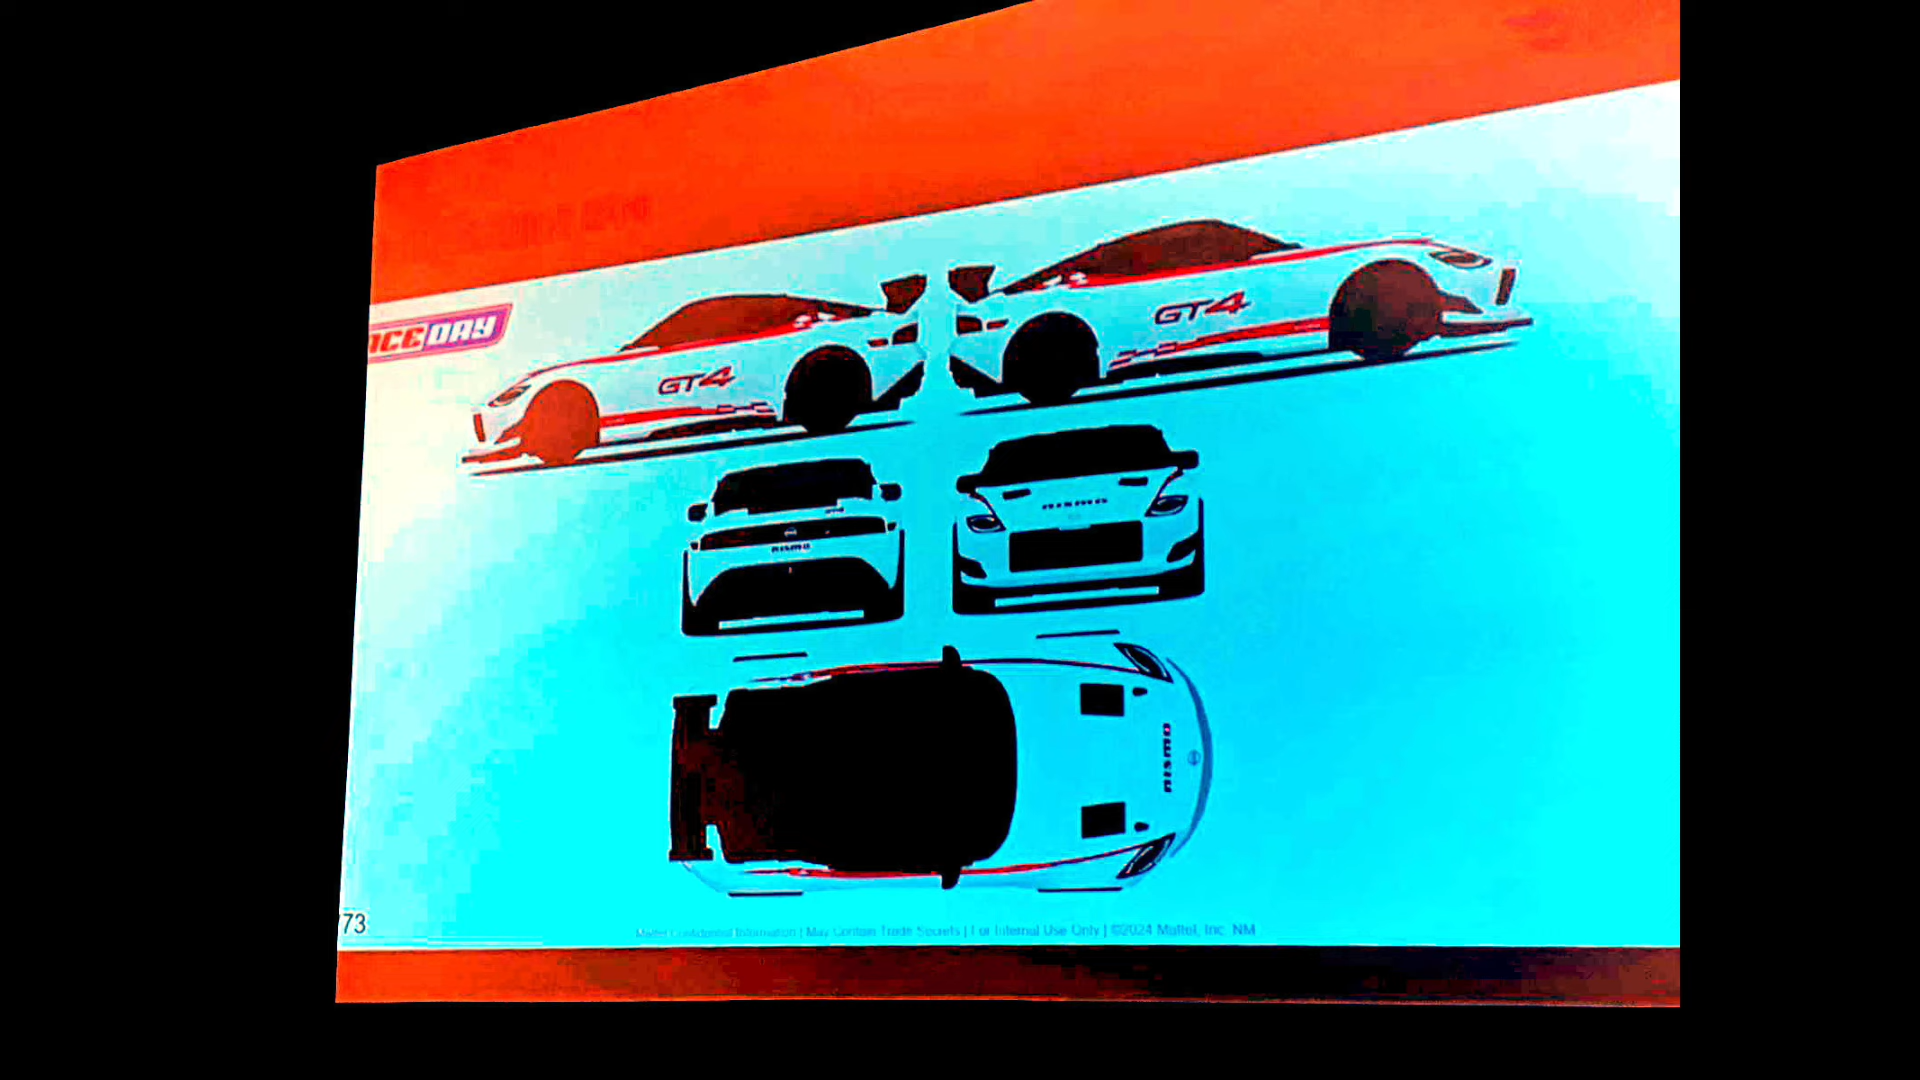 ACE DAY
GT4
GT4
NISMO
NISMO
NISMO
73
Mattel Confidential Information | May Contain Trade Secrets | For Internal Use Only | ©2024 Mattel, Inc. NM